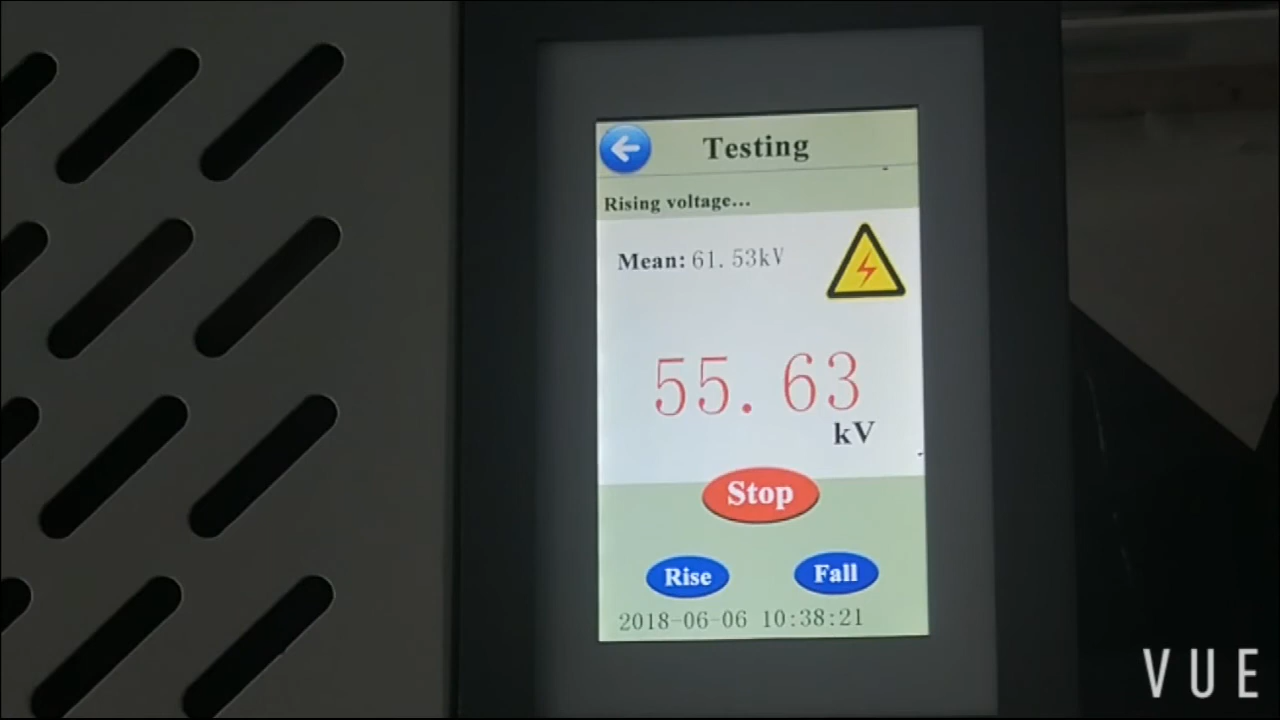 Testing
Rising voltage...
Mean: 61.53kV
55.63
kV
Stop
Rise Fall
2018-06-06 10:38:21
VUE